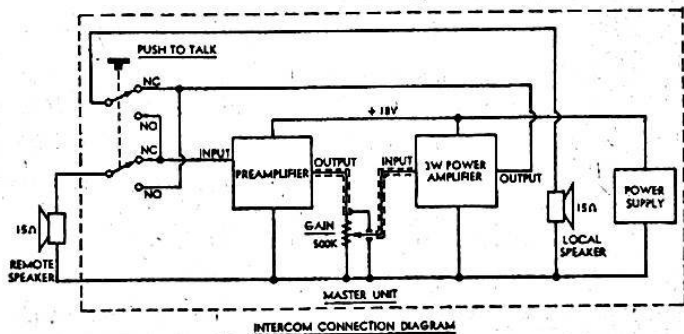 PUSH TO TALK
NC
NO
NC
NO
+ 18V
INPUT
PREAMPLIFIER
OUTPUT
INPUT
3W POWER
AMPLIFIER
OUTPUT
POWER
SUPPLY
GAIN
500K
15Ω
REMOTE
SPEAKER
15Ω
LOCAL
SPEAKER
MASTER UNIT
INTERCOM CONNECTION DIAGRAM